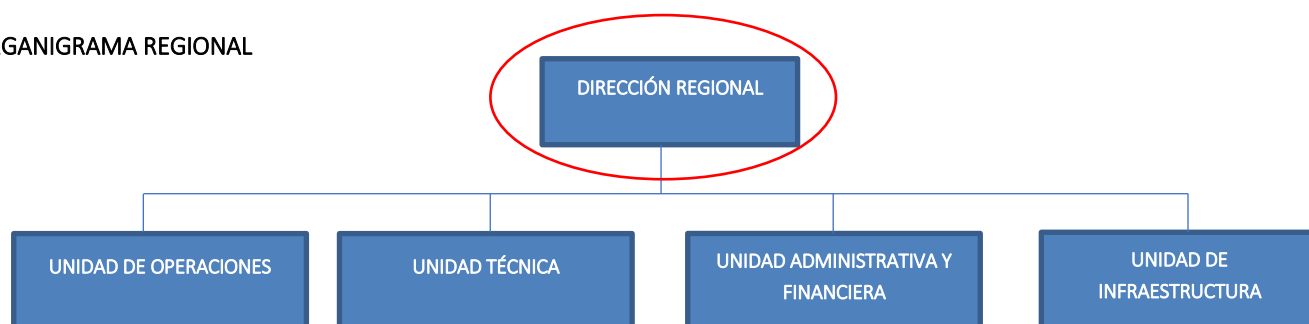 GANIGRAMA REGIONAL
DIRECCIÓN REGIONAL
UNIDAD DE OPERACIONES
UNIDAD TÉCNICA
UNIDAD ADMINISTRATIVA Y
FINANCIERA
UNIDAD DE
INFRAESTRUCTURA